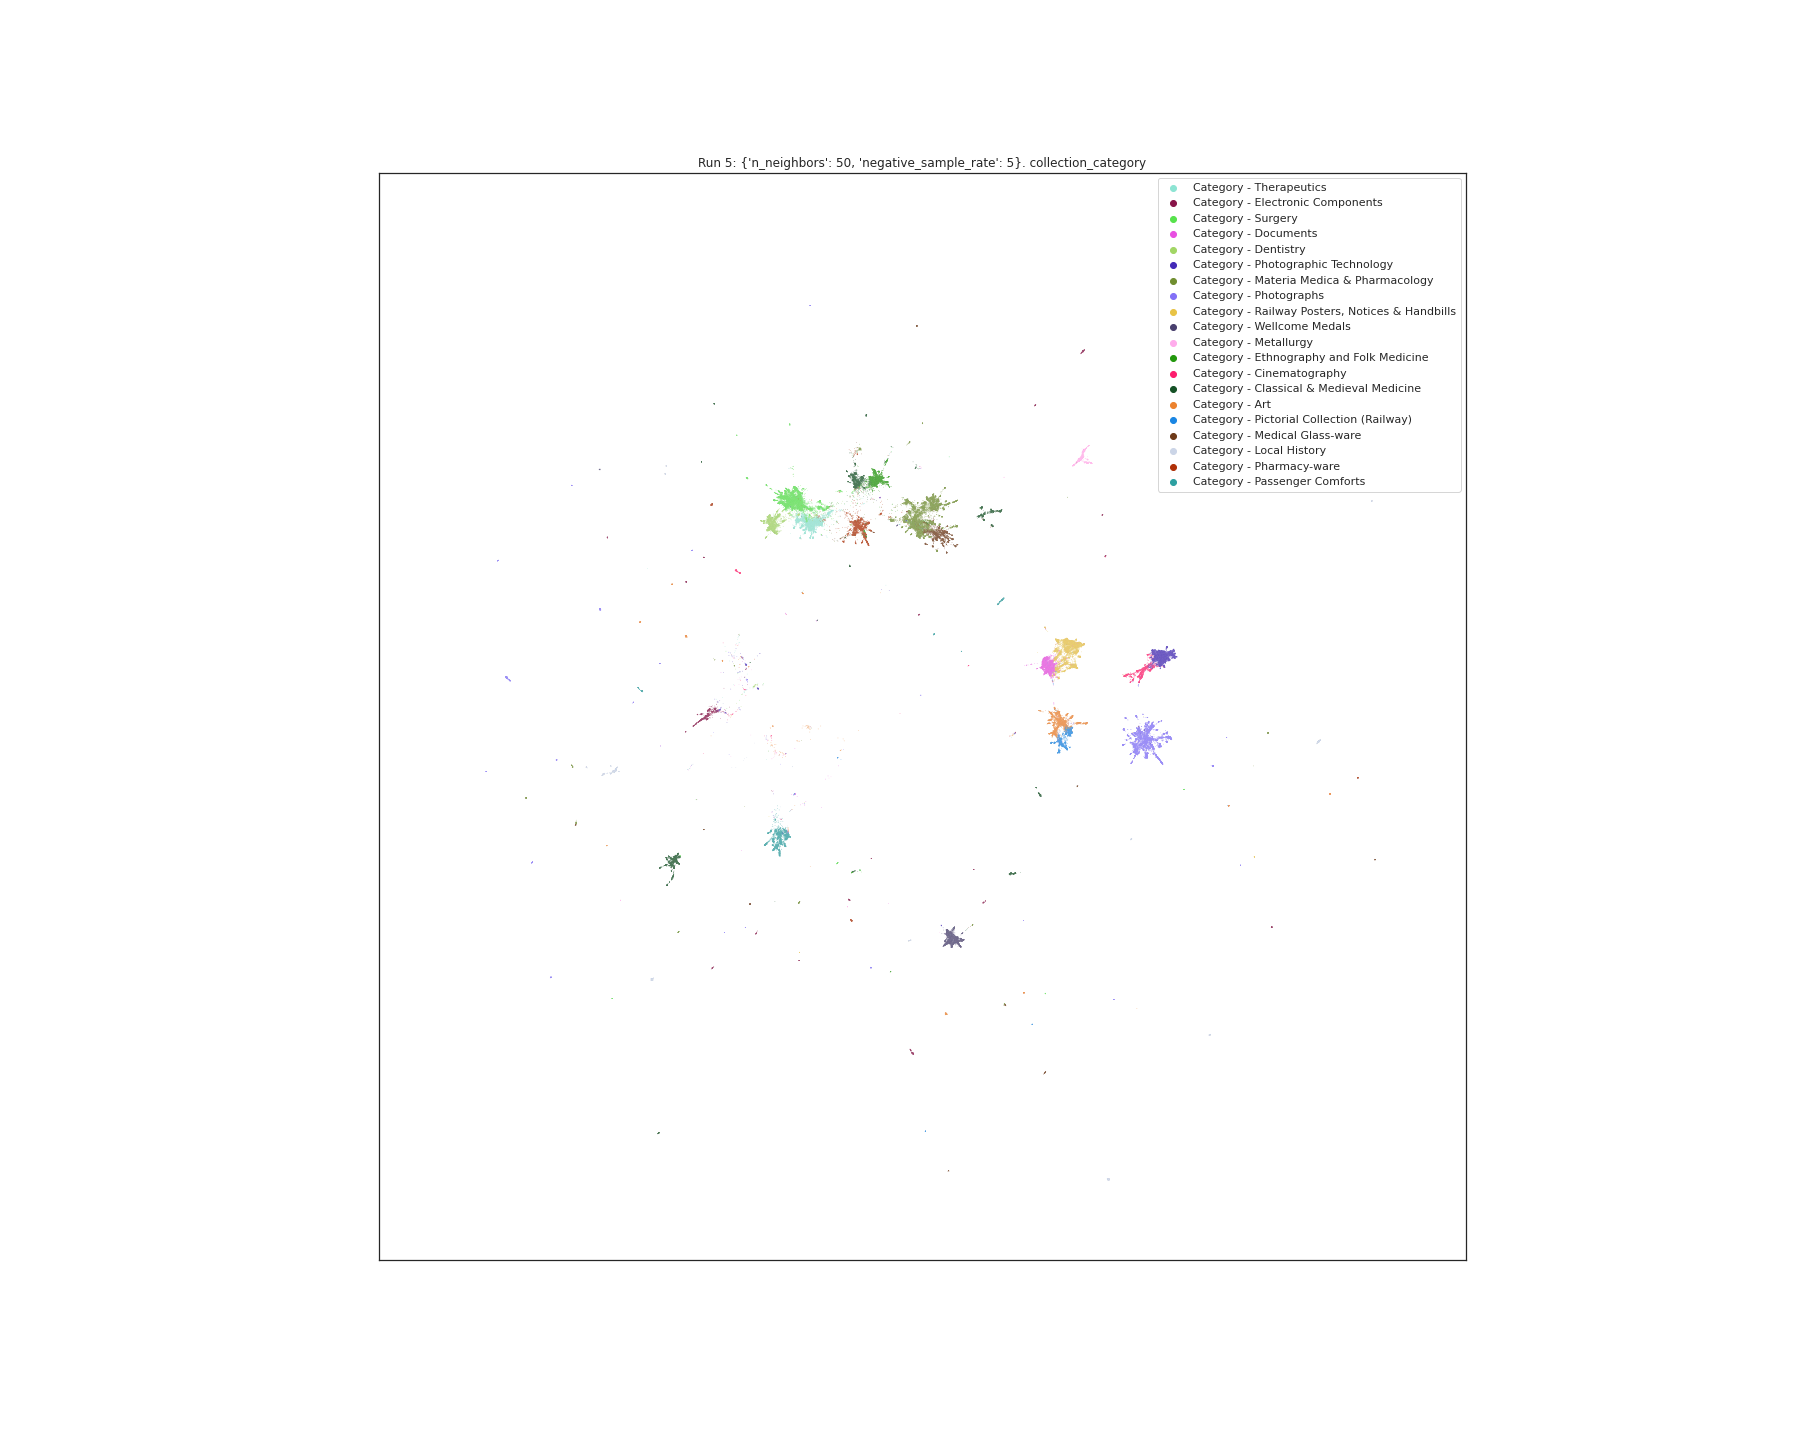 Run 5: {'n_neighbors': 50, 'negative_sample_rate': 5}. collection_category
Category - Therapeutics
Category - Electronic Components
Category - Surgery
Category - Documents
Category - Dentistry
Category - Photographic Technology
Category - Materia Medica & Pharmacology
Category - Photographs
Category - Railway Posters, Notices & Handbills
Category - Wellcome Medals
Category - Metallurgy
Category - Ethnography and Folk Medicine
Category - Cinematography
Category - Classical & Medieval Medicine
Category - Art
Category - Pictorial Collection (Railway)
Category - Medical Glass-ware
Category - Local History
Category - Pharmacy-ware
Category - Passenger Comforts